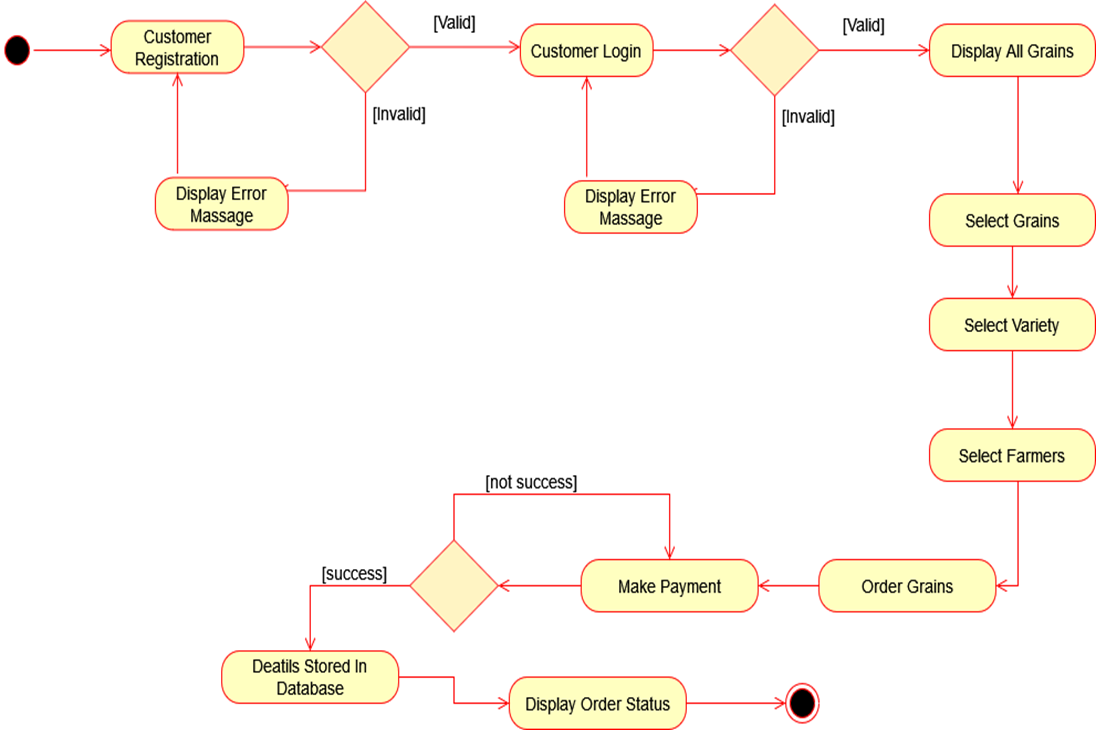 Customer
Registration
[Valid]
Customer Login
[Valid]
Display All Grains
[Invalid]
[Invalid]
Display Error
Massage
Display Error
Massage
Select Grains
Select Variety
Select Farmers
[not success]
[success]
Make Payment
Order Grains
Deatils Stored In
Database
Display Order Status